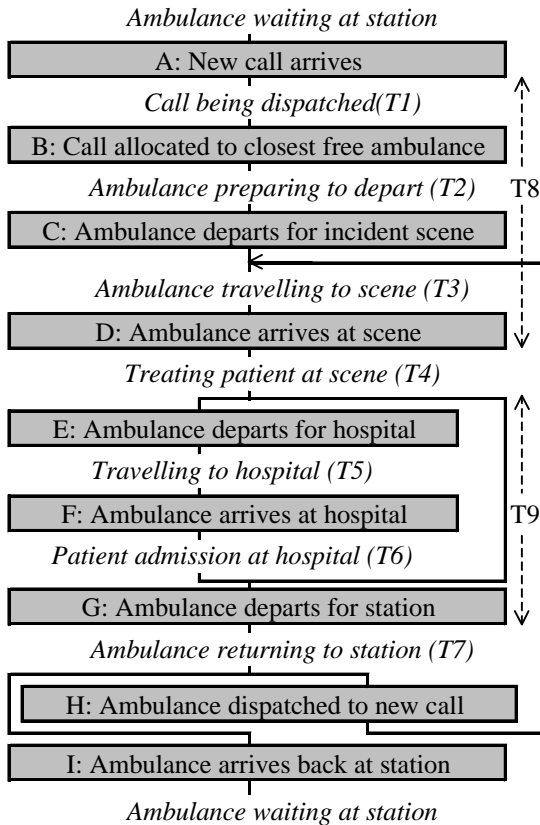 Ambulance waiting at station
A: New call arrives
Call being dispatched(T1)
B: Call allocated to closest free ambulance
Ambulance preparing to depart (T2)
T8
C: Ambulance departs for incident scene
Ambulance travelling to scene (T3)
D: Ambulance arrives at scene
Treating patient at scene (T4)
E: Ambulance departs for hospital
Travelling to hospital (T5)
F: Ambulance arrives at hospital
T9
Patient admission at hospital (T6)
G: Ambulance departs for station
Ambulance returning to station (T7)
H: Ambulance dispatched to new call
I: Ambulance arrives back at station
Ambulance waiting at station